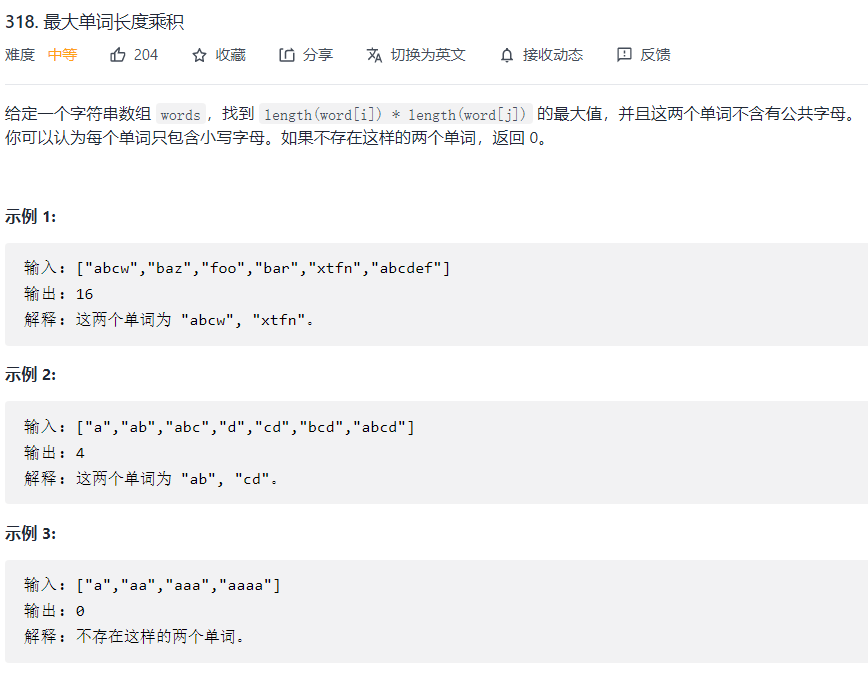 318. 最大单词长度乘积
难度 中等 204 收藏 分享 切换为英文 接收动态 反馈
给定一个字符串数组 words，找到 length(word[i]) * length(word[j]) 的最大值，并且这两个单词不含有公共字母。
你可以认为每个单词只包含小写字母。如果不存在这样的两个单词，返回 0。
示例 1:
输入: ["abcw","baz","foo","bar","xtfn","abcdef"]
输出: 16
解释: 这两个单词为 "abcw", "xtfn"。
示例 2:
输入: ["a","ab","abc","d","cd","bcd","abcd"]
输出: 4
解释: 这两个单词为 "ab", "cd"。
示例 3:
输入: ["a","aa","aaa","aaaa"]
输出: 0
解释: 不存在这样的两个单词。